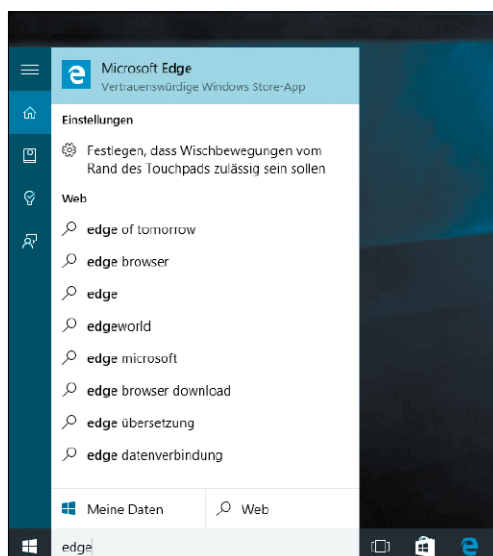 Microsoft Edge
Vertrauenswürdige Windows Store-App
Einstellungen
Festlegen, dass Wischbewegungen vom
Rand des Touchpads zulässig sein sollen
Web
edge of tomorrow
edge browser
edge
edgeworld
edge microsoft
edge browser download
edge übersetzung
edge datenverbindung
Meine Daten
Web
edge